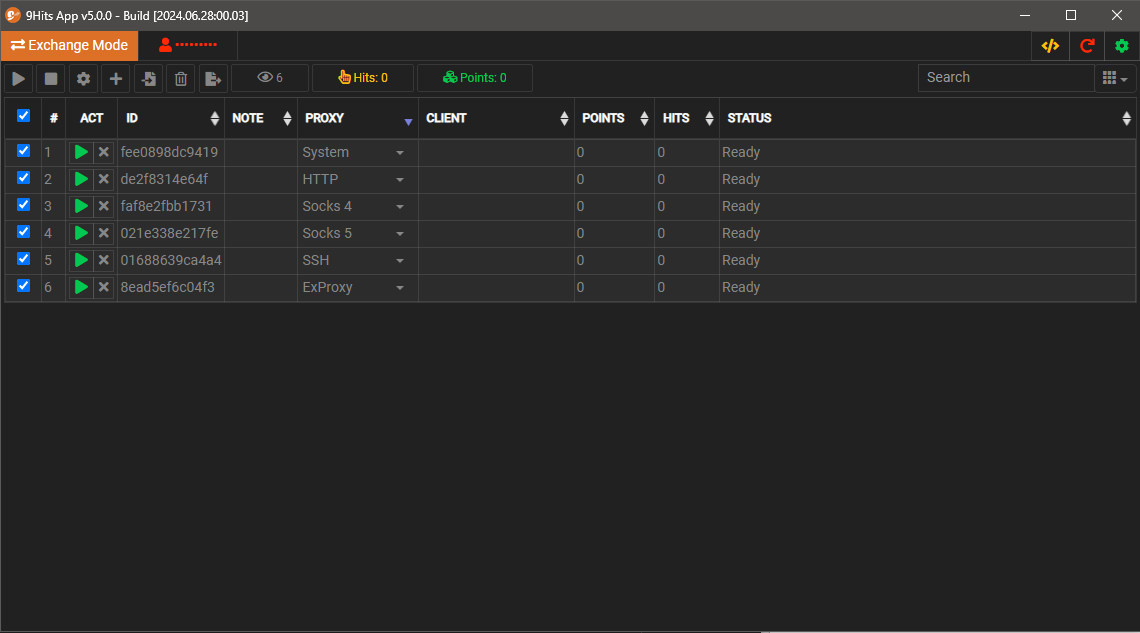 9Hits App v5.0.0 - Build [2024.06.28:00.03]
Exchange Mode
6 Hits: 0 Points: 0 Search
# ACT ID NOTE PROXY CLIENT POINTS HITS STATUS
1 fee0898dc9419 System 0 0 Ready
2 de2f8314e64f HTTP 0 0 Ready
3 faf8e2fbb1731 Socks 4 0 0 Ready
4 021e338e217fe Socks 5 0 0 Ready
5 01688639ca4a4 SSH 0 0 Ready
6 8ead5ef6c04f3 ExProxy 0 0 Ready